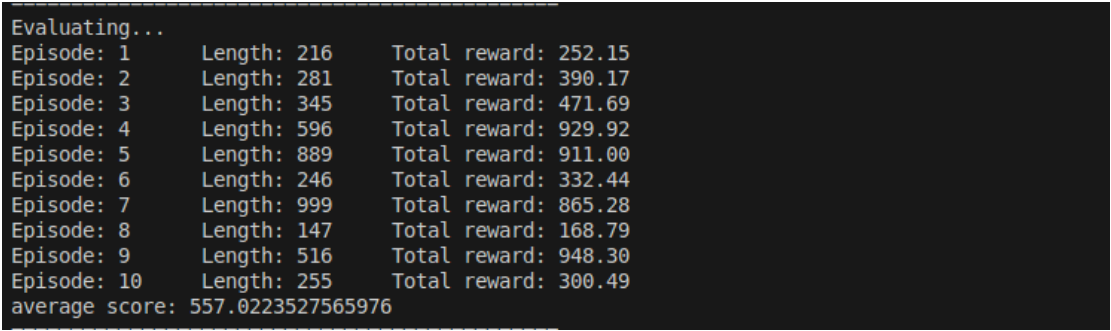 Evaluating...
Episode: 1 Length: 216 Total reward: 252.15
Episode: 2 Length: 281 Total reward: 390.17
Episode: 3 Length: 345 Total reward: 471.69
Episode: 4 Length: 596 Total reward: 929.92
Episode: 5 Length: 889 Total reward: 911.00
Episode: 6 Length: 246 Total reward: 332.44
Episode: 7 Length: 999 Total reward: 865.28
Episode: 8 Length: 147 Total reward: 168.79
Episode: 9 Length: 516 Total reward: 948.30
Episode: 10 Length: 255 Total reward: 300.49
average score: 557.0223527565976